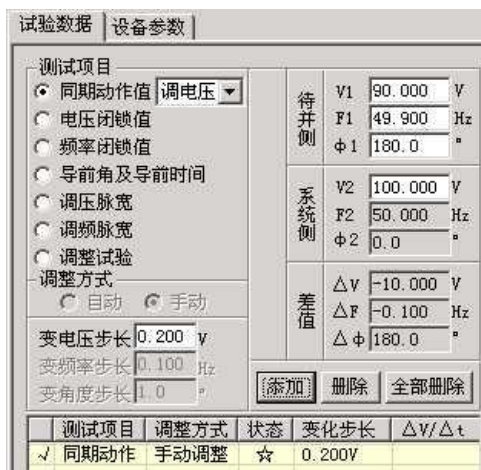 试验数据 设备参数
测试项目
同期动作值 调电压
电压闭锁值
频率闭锁值
导前角及导前时间
调压脉宽
调频脉宽
调整试验
调整方式
自动 手动
变电压步长 0.200 V
变频率步长 0.100 Hz
变角度步长 1.0 °
待并侧
V1 90.000 V
F1 49.900 Hz
φ1 180.0 °
系统侧
V2 100.000 V
F2 50.000 Hz
φ2 0.0 °
差值
△V -10.000 V
△F -0.100 Hz
△φ 180.0 °
添加 删除 全部删除
测试项目 调整方式 状态 变化步长 △V/△t
√ 同期动作 手动调整 ☆ 0.200V